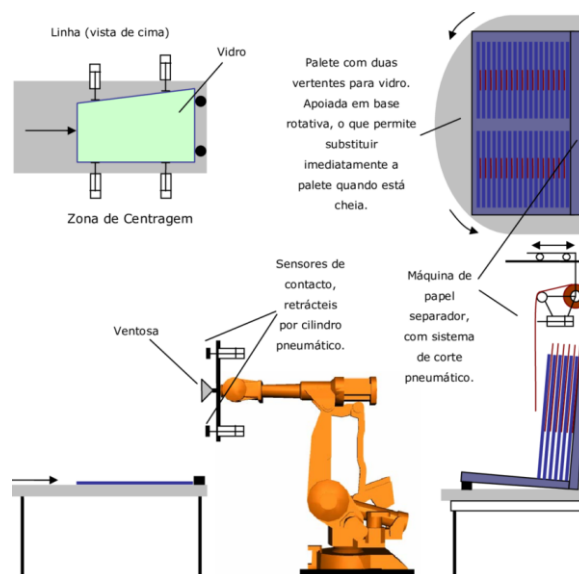 Linha (vista de cima)
Vidro
Zona de Centragem
Palete com duas
vertentes para vidro.
Apoiada em base
rotativa, o que permite
substituir
imediatamente a
palete quando está
cheia.
Sensores de
contacto,
retrácteis
por cilindro
pneumático.
Ventosa
Máquina de
papel
separador,
com sistema
de corte
pneumático.